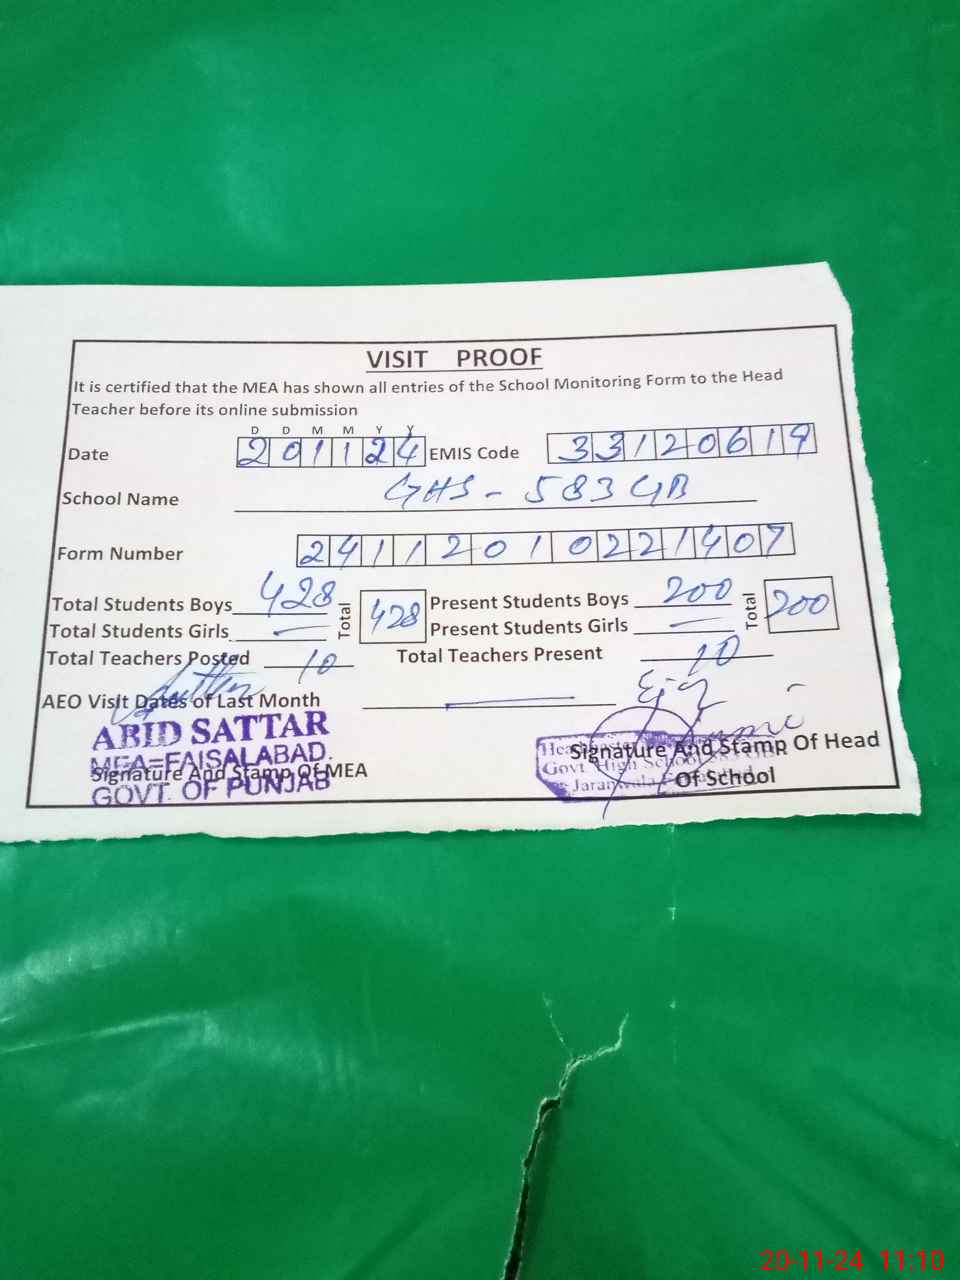 VISIT PROOF
It is certified that the MEA has shown all entries of the School Monitoring Form to the Head
Teacher before its online submission
D D M M Y Y
Date 201124 EMIS Code 33120619
School Name GHS - 583 GB
Form Number 24112010221407
Total Students Boys 428 Total 428 Present Students Boys 200 Total 200
Total Students Girls — Present Students Girls —
Total Teachers Posted 10 Total Teachers Present 10
AEO Visit Dates of Last Month —
ABID SATTAR
MEA=FAISALABAD.
Signature And Stamp Of MEA
GOVT. OF PUNJAB
Signature And Stamp Of Head
Of School
Govt. High School
Jaranwala
20-11-24 11:10